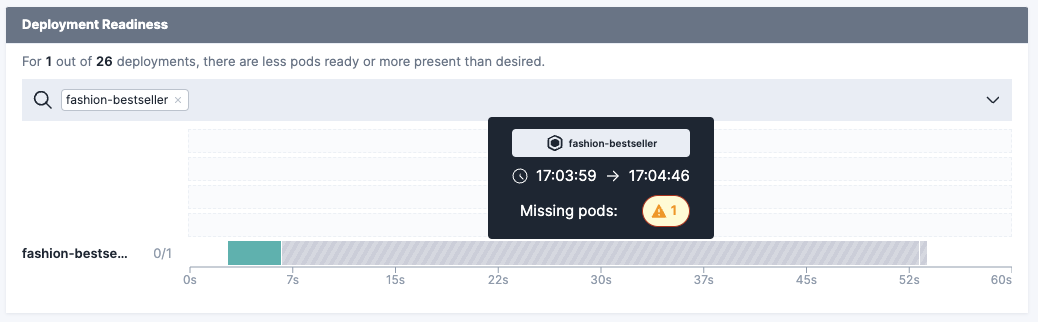 Deployment Readiness
For 1 out of 26 deployments, there are less pods ready or more present than desired.
fashion-bestseller ×
fashion-bestseller
17:03:59 → 17:04:46
Missing pods: 1
fashion-bestse... 0/1
0s 7s 15s 22s 30s 37s 45s 52s 60s